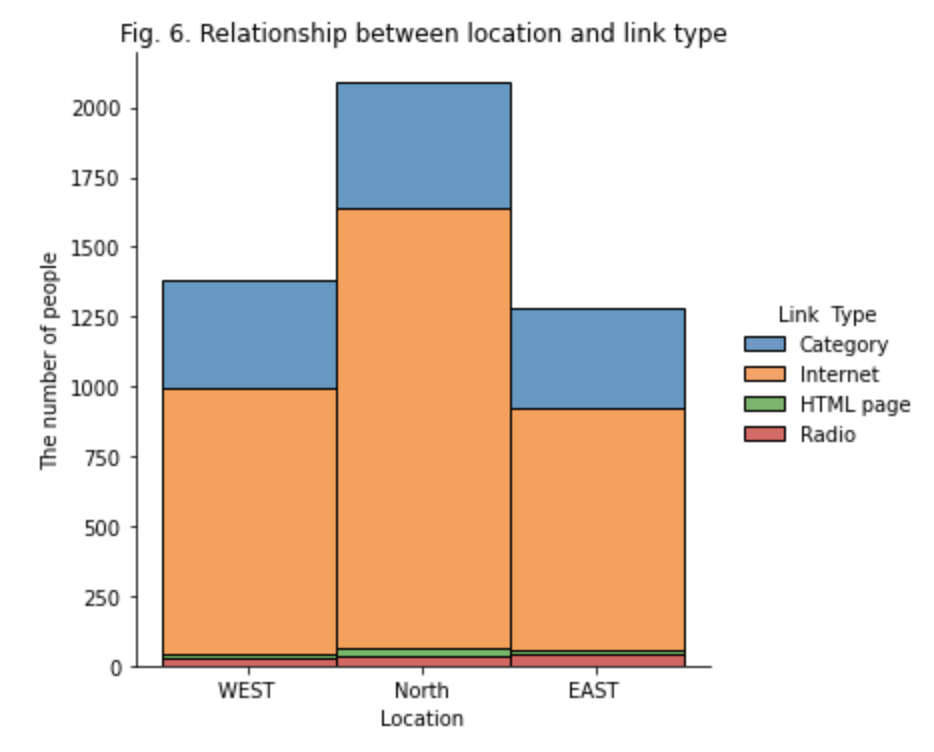 Fig. 6. Relationship between location and link type
2000
1750
1500
1250
1000
750
500
250
0
The number of people
WEST North EAST
Location
Link  Type
Category
Internet
HTML page
Radio